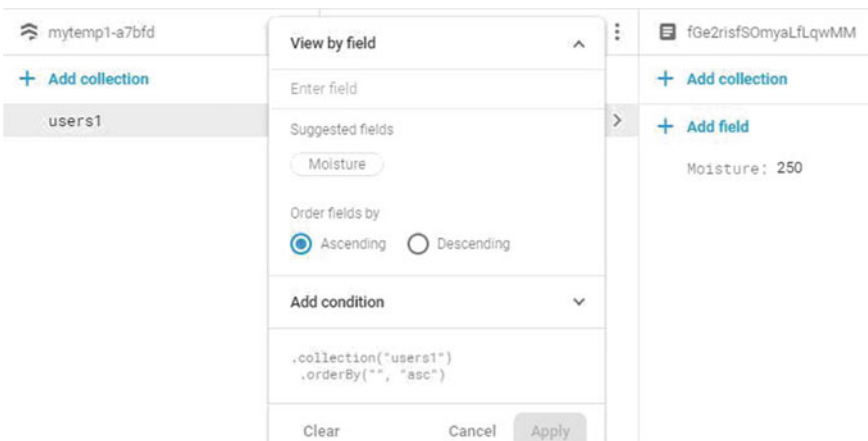 mytemp1-a7bfd
+ Add collection
users1
View by field
Enter field
Suggested fields
Moisture
Order fields by
Ascending Descending
Add condition
.collection("users1")
.orderBy("", "asc")
Clear Cancel Apply
fGe2risfSOmyaLfLqwMM
+ Add collection
+ Add field
Moisture: 250